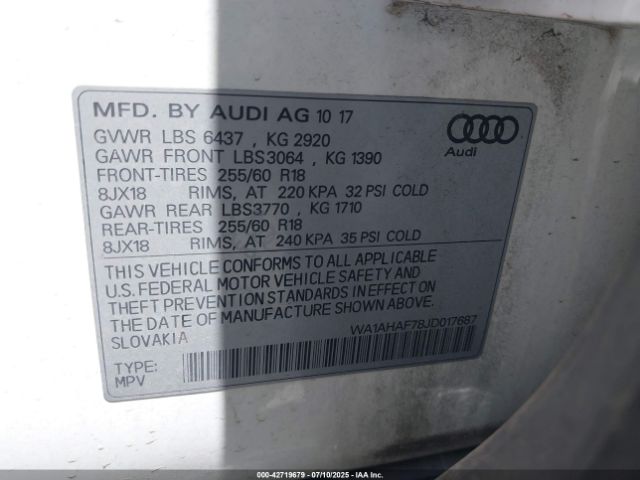 MFD. BY AUDI AG 10 17
GVWR LBS 6437 , KG 2920
GAWR FRONT LBS3064 , KG 1390
FRONT-TIRES 255/60 R18
8JX18 RIMS, AT 220 KPA 32 PSI COLD
GAWR REAR LBS3770 , KG 1710
REAR-TIRES 255/60 R18
8JX18 RIMS, AT 240 KPA 35 PSI COLD
Audi
THIS VEHICLE CONFORMS TO ALL APPLICABLE
U.S. FEDERAL MOTOR VEHICLE SAFETY AND
THEFT PREVENTION STANDARDS IN EFFECT ON
THE DATE OF MANUFACTURE SHOWN ABOVE.
SLOVAKIA
WA1AHAF78JD017687
TYPE:
MPV
00-42719679 / 07/10/2025 / IAA Inc.